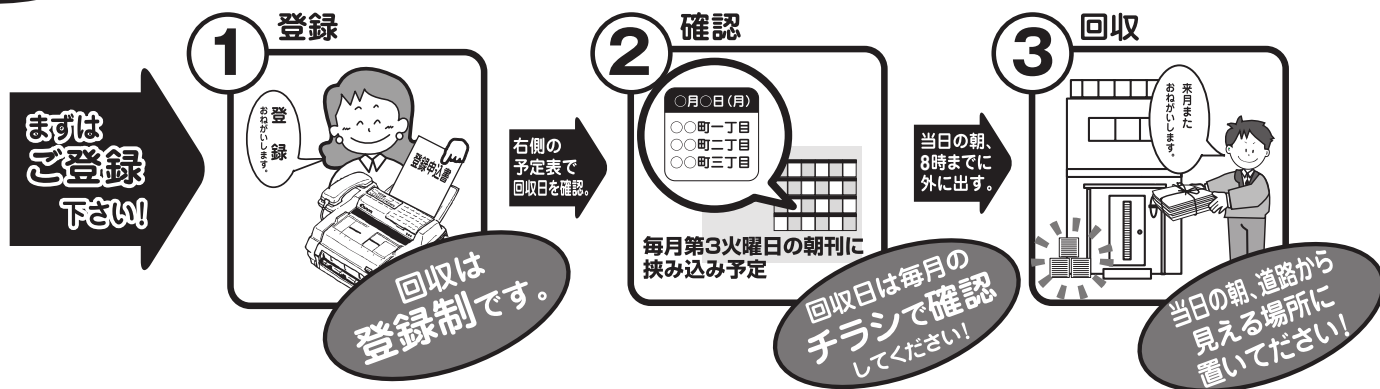 まずは
ご登録
下さい!
1
登録
登録
おねがいします。
登録申込書
回収は
登録制です。
右側の
予定表で
回収日を確認。
2
確認
○月○日(月)
○○町一丁目
○○町二丁目
○○町三丁目
毎月第3火曜日の朝刊に
挟み込み予定
回収日は毎月の
チラシで確認
してください!
当日の朝、
8時までに
外に出す。
3
回収
来月また
おねがいします。
当日の朝、道路から
見える場所に
置いてださい!